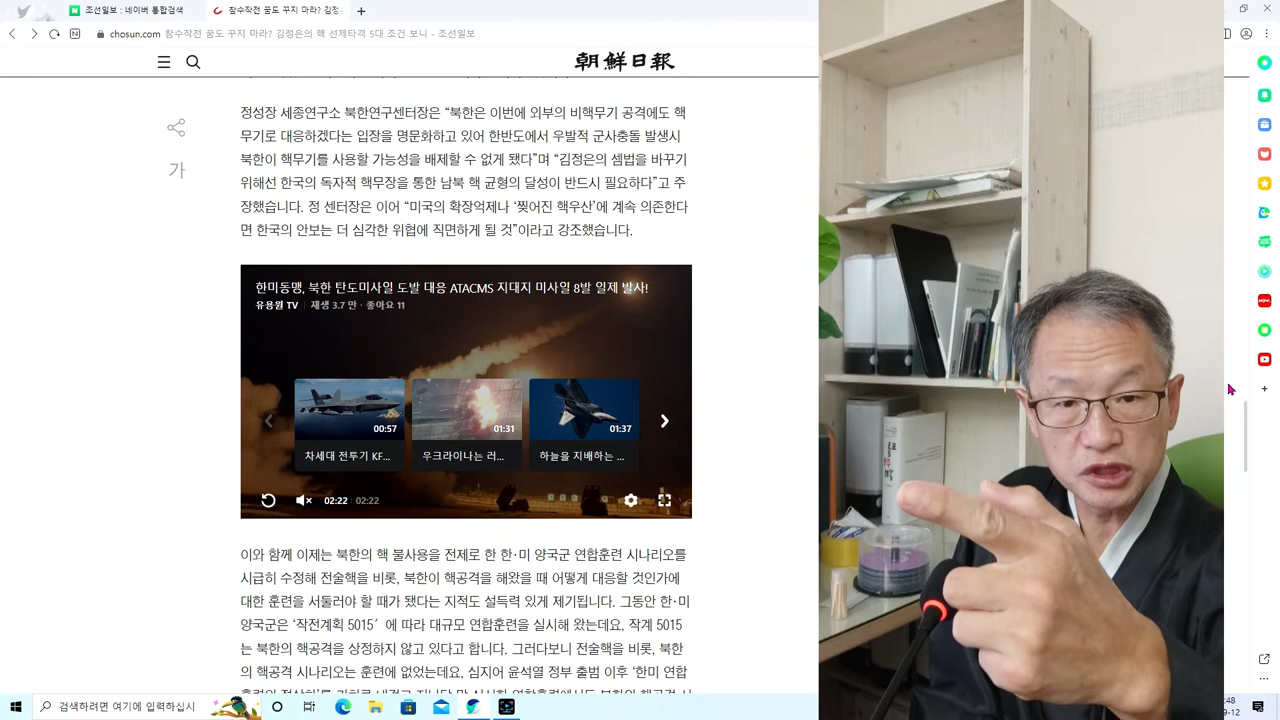 조선일보 : 네이버 통합검색
참수작전 꿈도 꾸지 마라? 김정
chosun.com 참수작전 꿈도 꾸지 마라? 김정은의 핵 선제타격 5대 조건 보니 - 조선일보
朝鮮日報
가
정성장 세종연구소 북한연구센터장은 “북한은 이번에 외부의 비핵무기 공격에도 핵
무기로 대응하겠다는 입장을 명문화하고 있어 한반도에서 우발적 군사충돌 발생시
북한이 핵무기를 사용할 가능성을 배제할 수 없게 됐다”며 “김정은의 셈법을 바꾸기
위해선 한국의 독자적 핵무장을 통한 남북 핵 균형의 달성이 반드시 필요하다”고 주
장했습니다. 정 센터장은 이어 “미국의 확장억제나 ‘찢어진 핵우산’에 계속 의존한다
면 한국의 안보는 더 심각한 위협에 직면하게 될 것”이라고 강조했습니다.
한미동맹, 북한 탄도미사일 도발 대응 ATACMS 지대지 미사일 8발 일제 발사!
유용원 TV | 재생 3.7 만 · 좋아요 11
00:57
01:31
01:37
차세대 전투기 KF...
우크라이나는 러...
하늘을 지배하는 ...
02:22 | 02:22
이와 함께 이제는 북한의 핵 불사용을 전제로 한 한·미 양국군 연합훈련 시나리오를
시급히 수정해 전술핵을 비롯, 북한이 핵공격을 해왔을 때 어떻게 대응할 것인가에
대한 훈련을 서둘러야 할 때가 됐다는 지적도 설득력 있게 제기됩니다. 그동안 한·미
양국군은 ‘작전계획 5015′에 따라 대규모 연합훈련을 실시해 왔는데요, 작계 5015
는 북한의 핵공격을 상정하지 않고 있다고 합니다. 그러다보니 전술핵을 비롯, 북한
의 핵공격 시나리오는 훈련에 없었는데요, 심지어 윤석열 정부 출범 이후 ‘한미 연합
검색하려면 여기에 입력하십시
:48
9-12